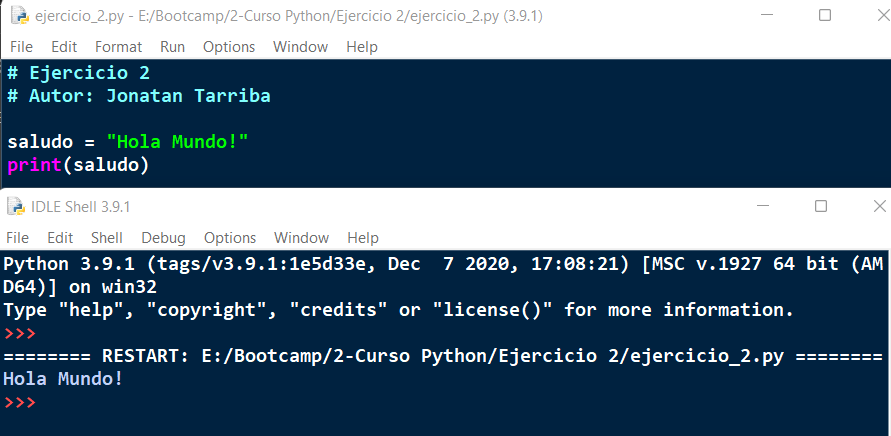 ejercicio_2.py - E:/Bootcamp/2-Curso Python/Ejercicio 2/ejercicio_2.py (3.9.1)
File Edit Format Run Options Window Help
# Ejercicio 2
# Autor: Jonatan Tarriba
saludo = "Hola Mundo!"
print(saludo)
IDLE Shell 3.9.1
File Edit Shell Debug Options Window Help
Python 3.9.1 (tags/v3.9.1:1e5d33e, Dec  7 2020, 17:08:21) [MSC v.1927 64 bit (AM
D64)] on win32
Type "help", "copyright", "credits" or "license()" for more information.
>>>
======== RESTART: E:/Bootcamp/2-Curso Python/Ejercicio 2/ejercicio_2.py ========
Hola Mundo!
>>>